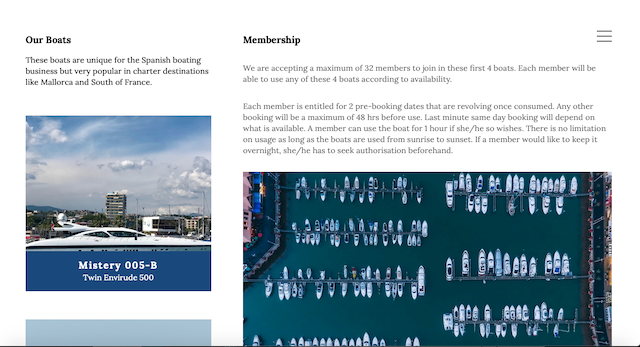 Our Boats
These boats are unique for the Spanish boating
business but very popular in charter destinations
like Mallorca and South of France.
Mistery 005-B
Twin Envirude 500
Membership
We are accepting a maximum of 32 members to join in these first 4 boats. Each member will be
able to use any of these 4 boats according to availability.
Each member is entitled for 2 pre-booking dates that are revolving once consumed. Any other
booking will be a maximum of 48 hrs before use. Last minute same day booking will depend on
what is available. A member can use the boat for 1 hour if she/he so wishes. There is no limitation
on usage as long as the boats are used from sunrise to sunset. If a member would like to keep it
overnight, she/he has to seek authorisation beforehand.